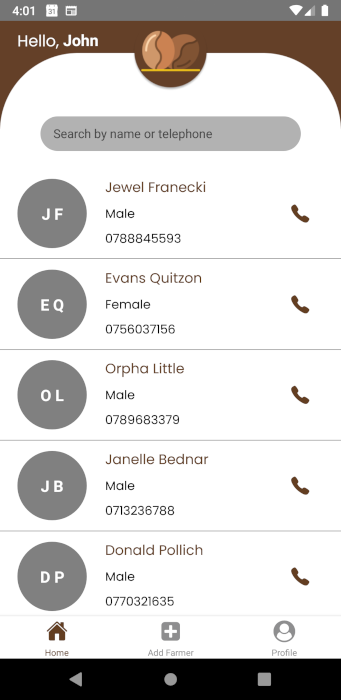 4:01
31
Hello, John
Search by name or telephone
JF
Jewel Franecki
Male
0788845593
EQ
Evans Quitzon
Female
0756037156
OL
Orpha Little
Male
0789683379
JB
Janelle Bednar
Male
0713236788
DP
Donald Pollich
Male
0770321635
Home
Add Farmer
Profile